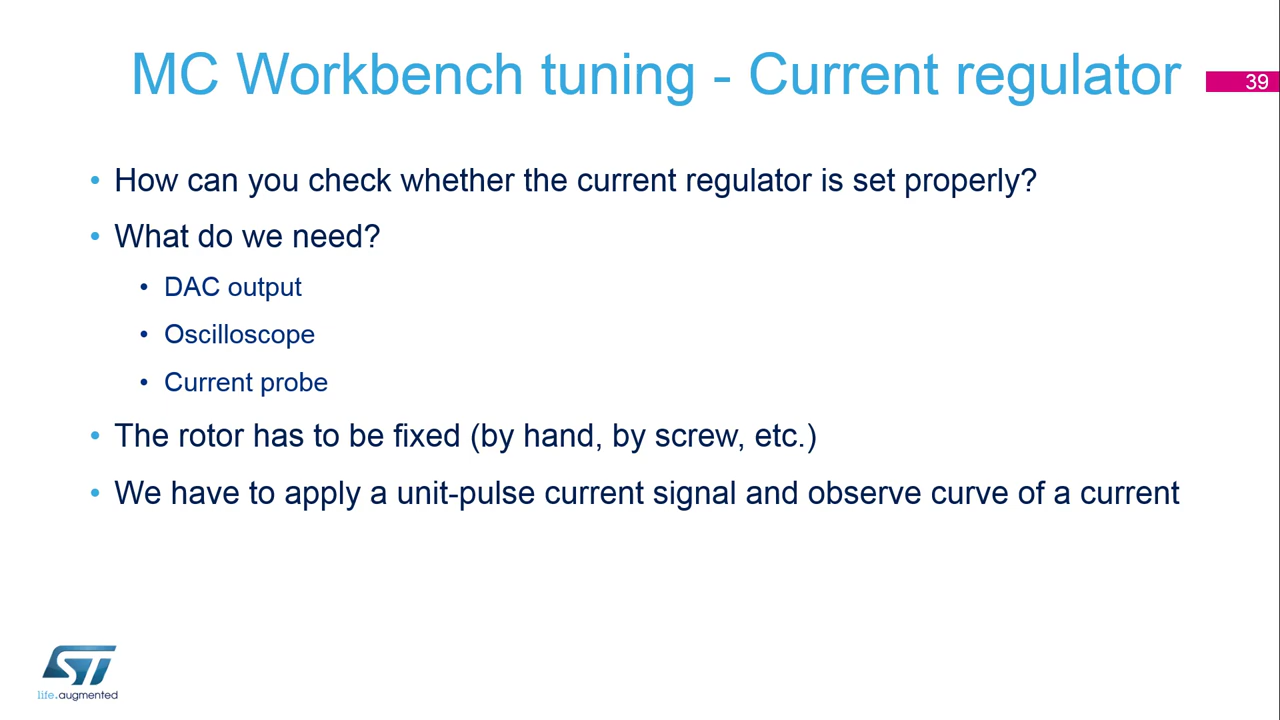 MC Workbench tuning - Current regulator
39
• How can you check whether the current regulator is set properly?
• What do we need?
• DAC output
• Oscilloscope
• Current probe
• The rotor has to be fixed (by hand, by screw, etc.)
• We have to apply a unit-pulse current signal and observe curve of a current
ST
life.augmented